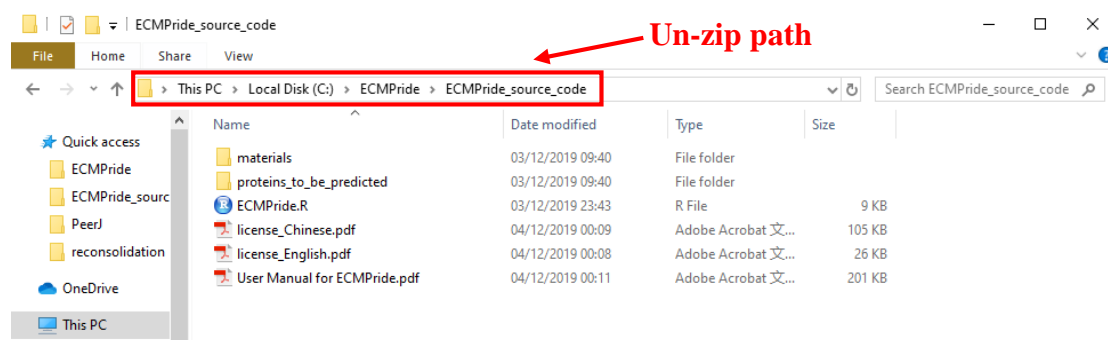 ECMPride_source_code
Un-zip path
File Home Share View
This PC > Local Disk (C:) > ECMPride > ECMPride_source_code
Search ECMPride_source_code
Name Date modified Type Size
Quick access
materials 03/12/2019 09:40 File folder
ECMPride
proteins_to_be_predicted 03/12/2019 09:40 File folder
ECMPride_sourc
ECMPride.R 03/12/2019 23:43 R File 9 KB
PeerJ
license_Chinese.pdf 04/12/2019 00:09 Adobe Acrobat 文... 105 KB
reconsolidation
license_English.pdf 04/12/2019 00:08 Adobe Acrobat 文... 26 KB
User Manual for ECMPride.pdf 04/12/2019 00:11 Adobe Acrobat 文... 201 KB
OneDrive
This PC